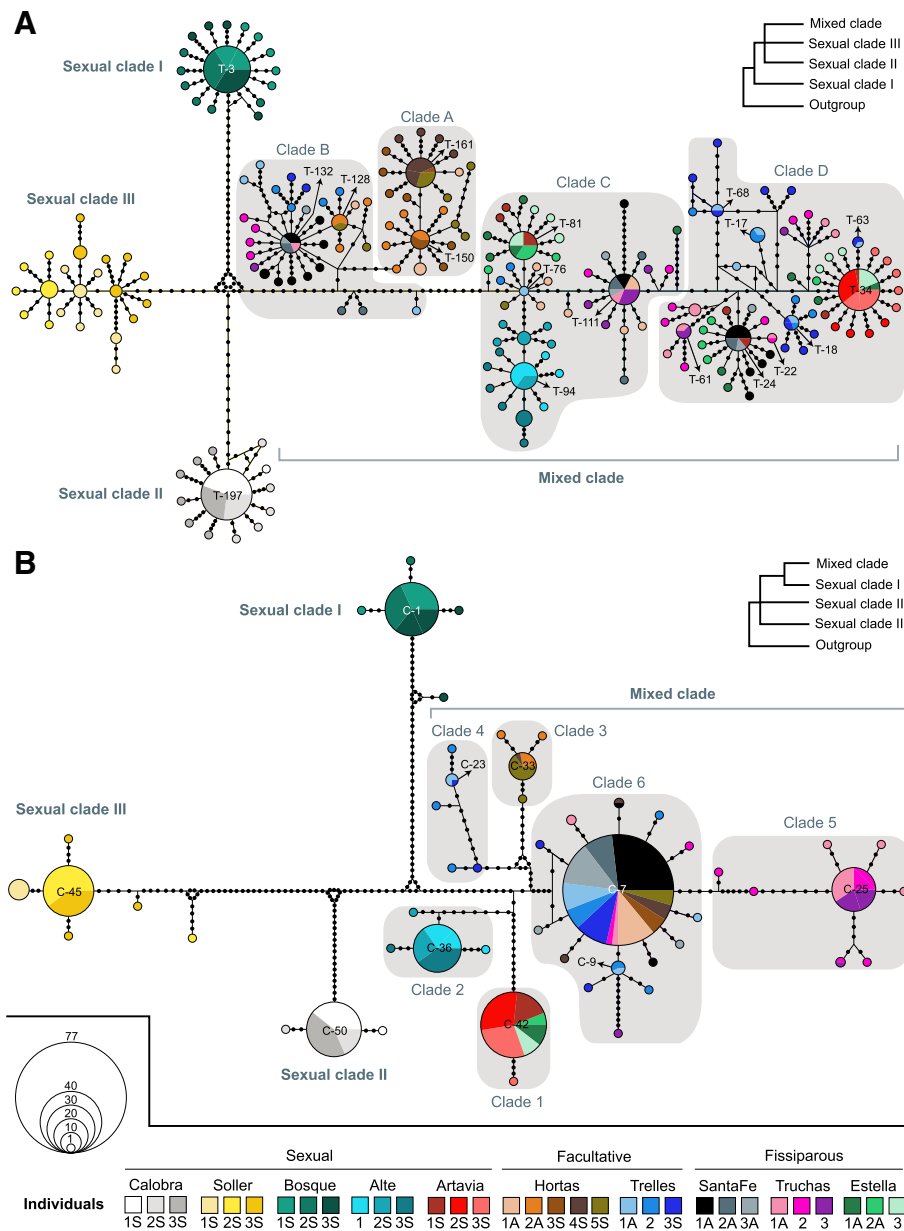 A
Sexual clade I
T-3
Mixed clade
Sexual clade III
Sexual clade II
Sexual clade I
Outgroup
Clade A
T-161
Clade B
T-132
T-128
T-150
Clade C
T-81
T-76
T-111
T-94
Clade D
T-68
T-17
T-63
T-34
T-18
T-22
T-24
T-61
Sexual clade III
Sexual clade II
T-197
Mixed clade
B
Sexual clade I
C-1
Mixed clade
Sexual clade I
Sexual clade II
Sexual clade II
Outgroup
Mixed clade
Clade 4
C-23
Clade 3
C-33
Clade 6
C-7
C-9
Clade 5
C-25
Sexual clade III
C-45
C-36
Clade 2
C-42
Clade 1
C-50
Sexual clade II
77
40
30
20
10
1
Sexual Facultative Fissiparous
Calobra Soller Bosque Alte Artavia Hortas Trelles SantaFe Truchas Estella
Individuals
1S 2S 3S 1S 2S 3S 1S 2S 3S 1 2S 3S 1S 2S 3S 1A 2A 3S 4S 5S 1A 2 3S 1A 2A 3A 1A 2 3 1A 2A 3